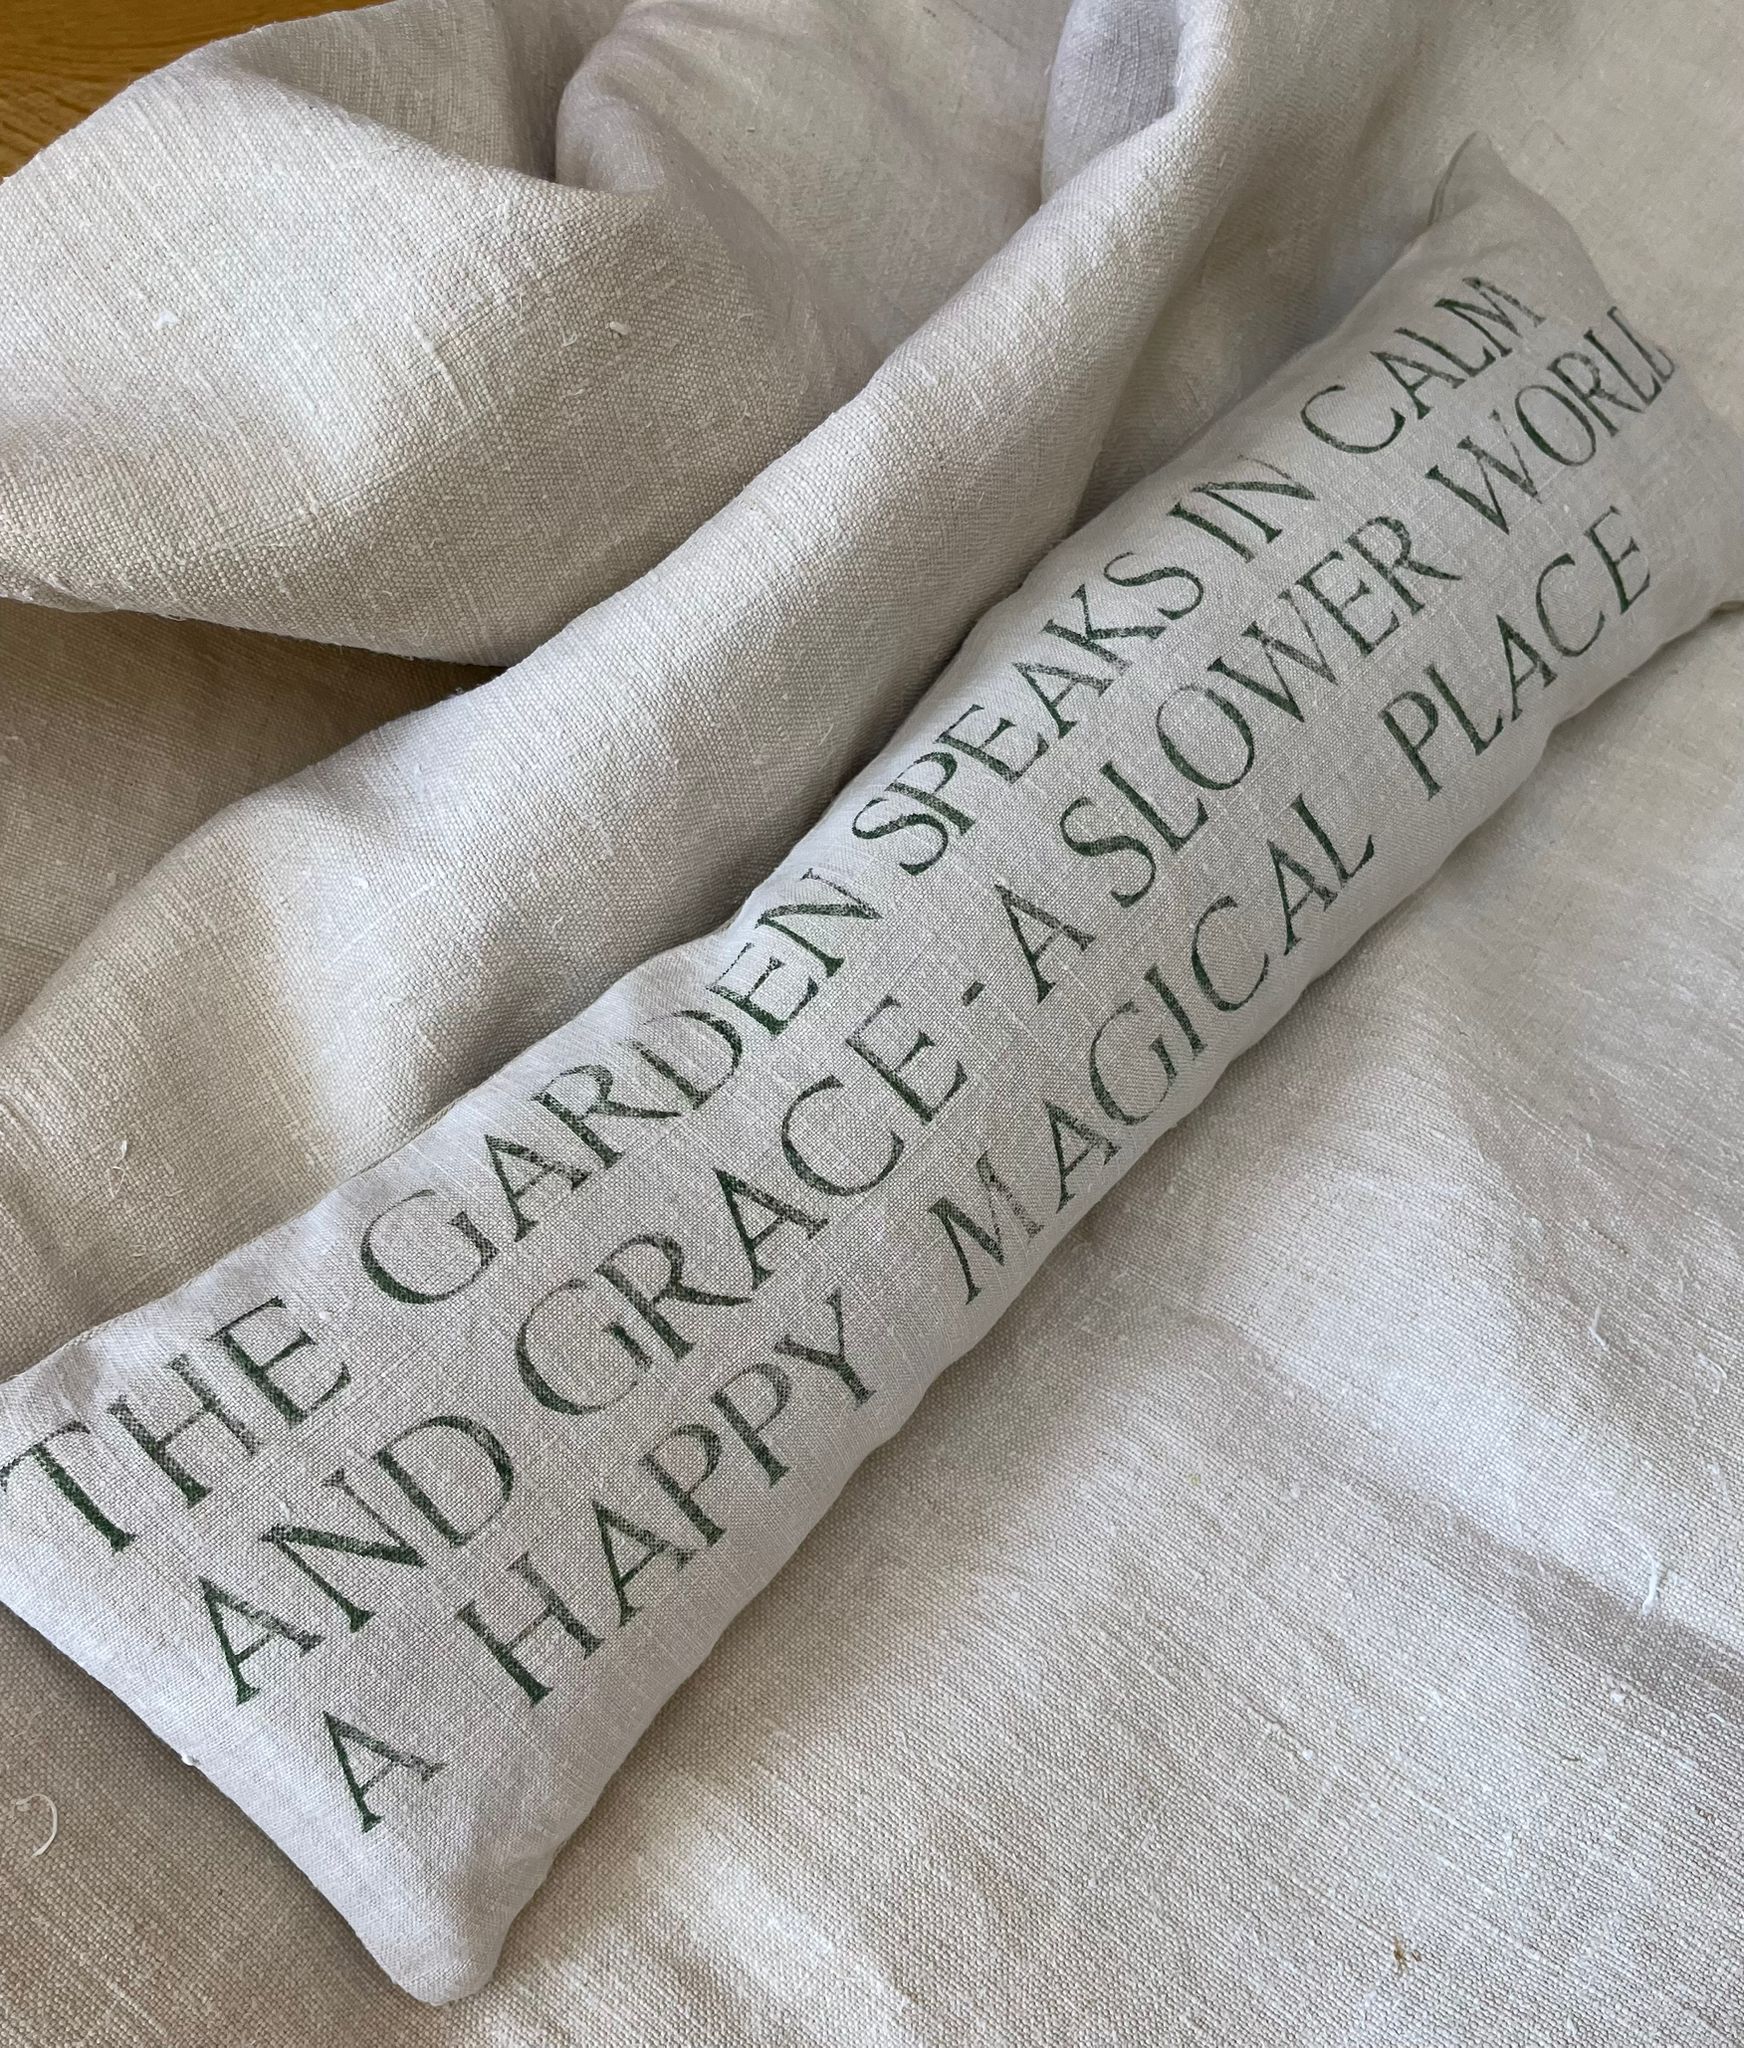 THE GARDEN SPEAKS IN CALM
AND GRACE - A SLOWER WORLD
A HAPPY MAGICAL PLACE